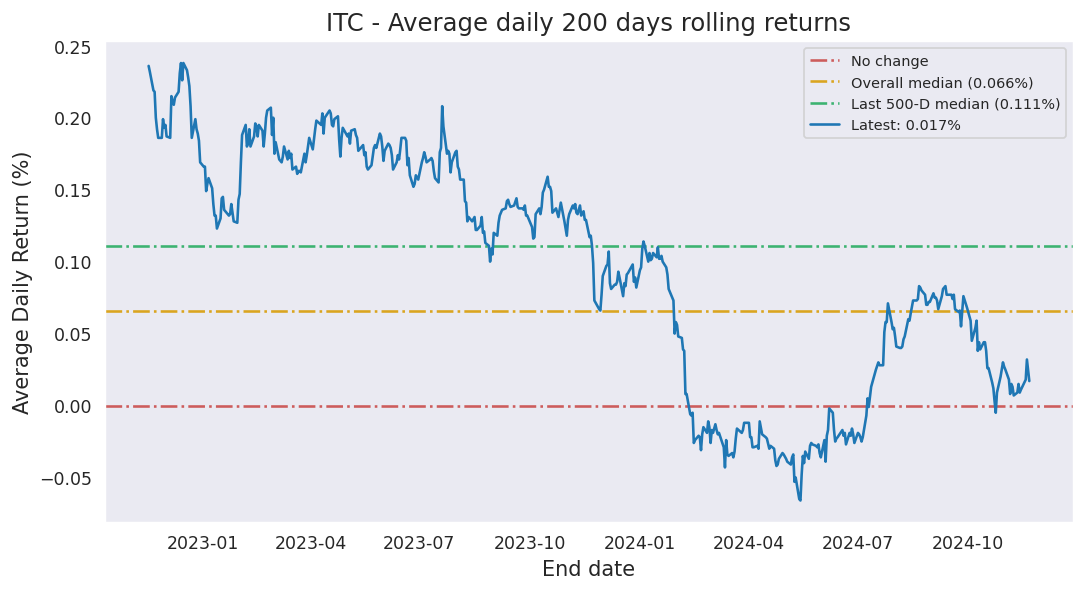 ITC - Average daily 200 days rolling returns
No change
Overall median (0.066%)
Last 500-D median (0.111%)
Latest: 0.017%
Average Daily Return (%)
0.25
0.20
0.15
0.10
0.05
0.00
−0.05
2023-01 2023-04 2023-07 2023-10 2024-01 2024-04 2024-07 2024-10
End date